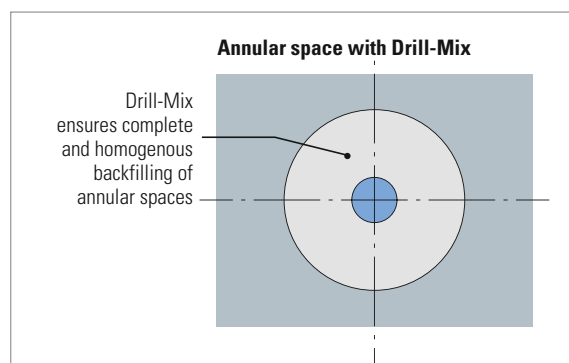 Annular space with Drill-Mix
Drill-Mix
ensures complete
and homogenous
backfilling of
annular spaces